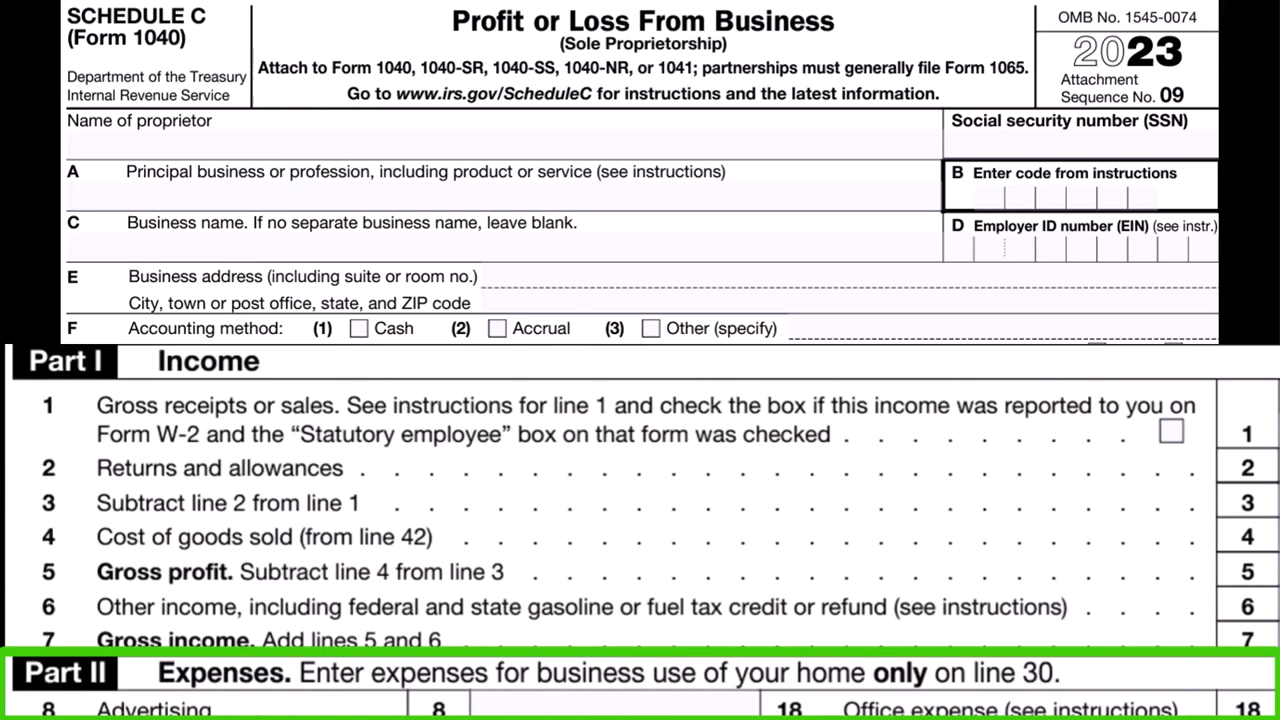 SCHEDULE C
(Form 1040)
Department of the Treasury
Internal Revenue Service
Profit or Loss From Business
(Sole Proprietorship)
Attach to Form 1040, 1040-SR, 1040-SS, 1040-NR, or 1041; partnerships must generally file Form 1065.
Go to www.irs.gov/ScheduleC for instructions and the latest information.
OMB No. 1545-0074
2023
Attachment
Sequence No. 09
Name of proprietor
Social security number (SSN)
A Principal business or profession, including product or service (see instructions)
B Enter code from instructions
C Business name. If no separate business name, leave blank.
D Employer ID number (EIN) (see instr.)
E Business address (including suite or room no.)
City, town or post office, state, and ZIP code
F Accounting method: (1) Cash (2) Accrual (3) Other (specify)
Part I Income
1 Gross receipts or sales. See instructions for line 1 and check the box if this income was reported to you on
Form W-2 and the “Statutory employee” box on that form was checked . . . . . . . . . 1
2 Returns and allowances . . . . . . . . . . . . . . . . . . . . . . . . . 2
3 Subtract line 2 from line 1 . . . . . . . . . . . . . . . . . . . . . . . . 3
4 Cost of goods sold (from line 42) . . . . . . . . . . . . . . . . . . . . . . 4
5 Gross profit. Subtract line 4 from line 3 . . . . . . . . . . . . . . . . . . . . 5
6 Other income, including federal and state gasoline or fuel tax credit or refund (see instructions) . . . . 6
7 Gross income. Add lines 5 and 6 7
Part II Expenses. Enter expenses for business use of your home only on line 30.
8 Advertising 8 18 Office expense (see instructions) 18